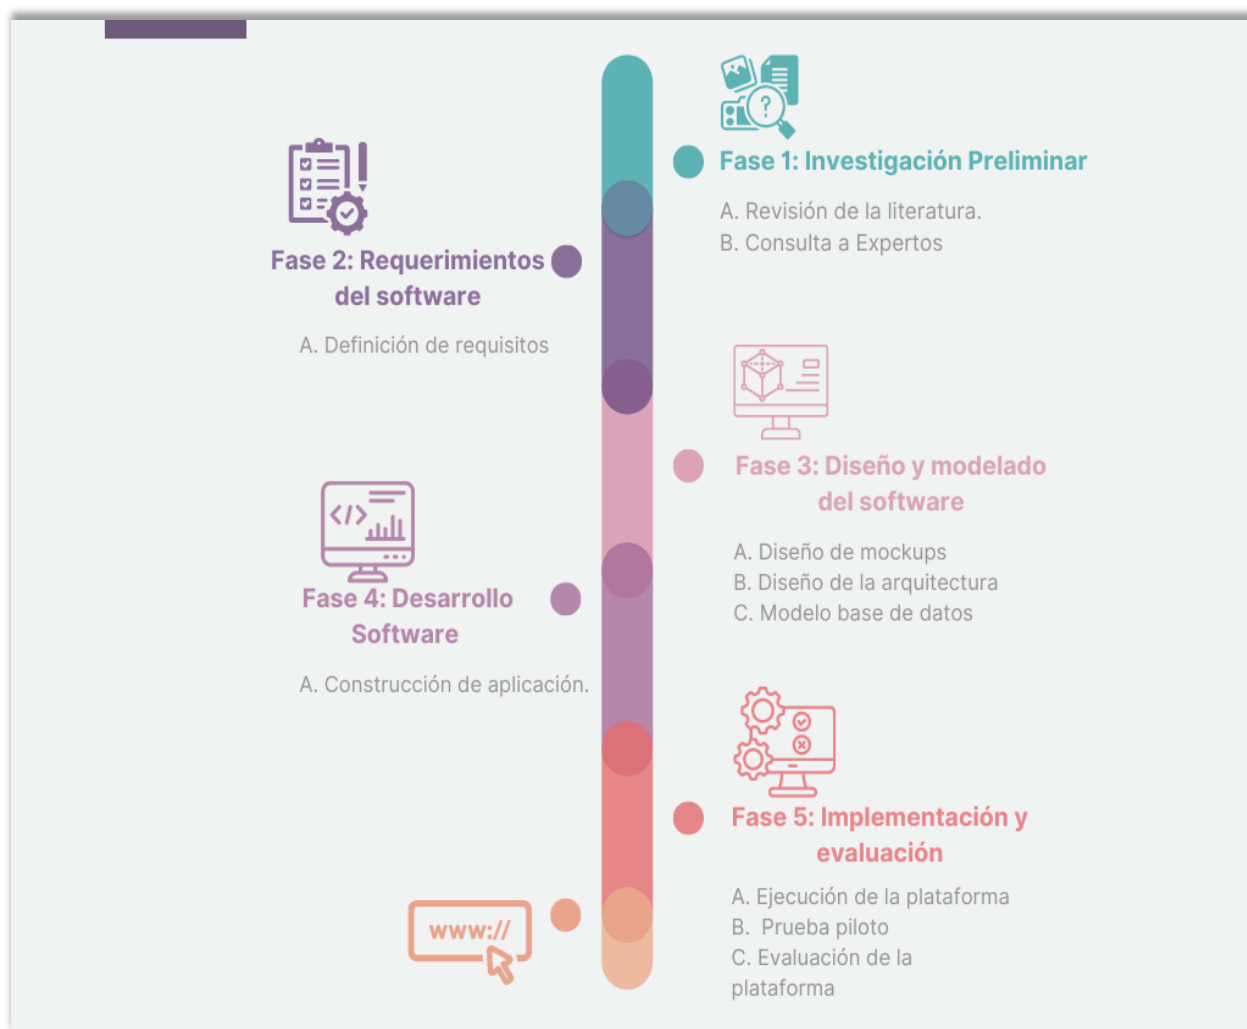 ?
Fase 1: Investigación Preliminar
A. Revisión de la literatura.
B. Consulta a Expertos
Fase 2: Requerimientos
del software
A. Definición de requisitos
Fase 3: Diseño y modelado
del software
A. Diseño de mockups
B. Diseño de la arquitectura
C. Modelo base de datos
</>
Fase 4: Desarrollo
Software
A. Construcción de aplicación.
Fase 5: Implementación y
evaluación
A. Ejecución de la plataforma
B. Prueba piloto
C. Evaluación de la
plataforma
www://